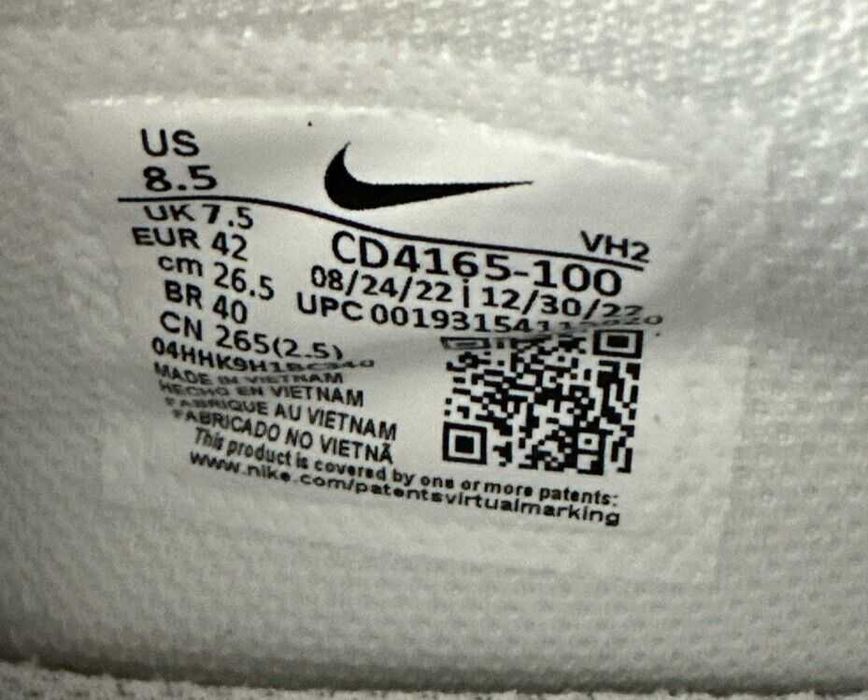 US
8.5
UK 7.5
EUR 42
cm 26.5
BR 40
CN 265(2.5)
VH2
CD4165-100
08/24/22 | 12/30/22
UPC
MADE IN VIETNAM
HECHO EN VIETNAM
FABRIQUE AU VIETNAM
FABRICADO NO VIETNÃ
This product is covered by one or more patents:
www.nike.com/patentsvirtualmarking